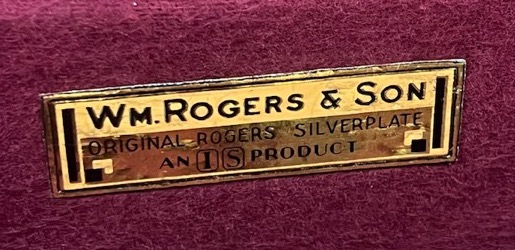 WM. ROGERS & SON
ORIGINAL ROGERS SILVERPLATE
AN IS PRODUCT